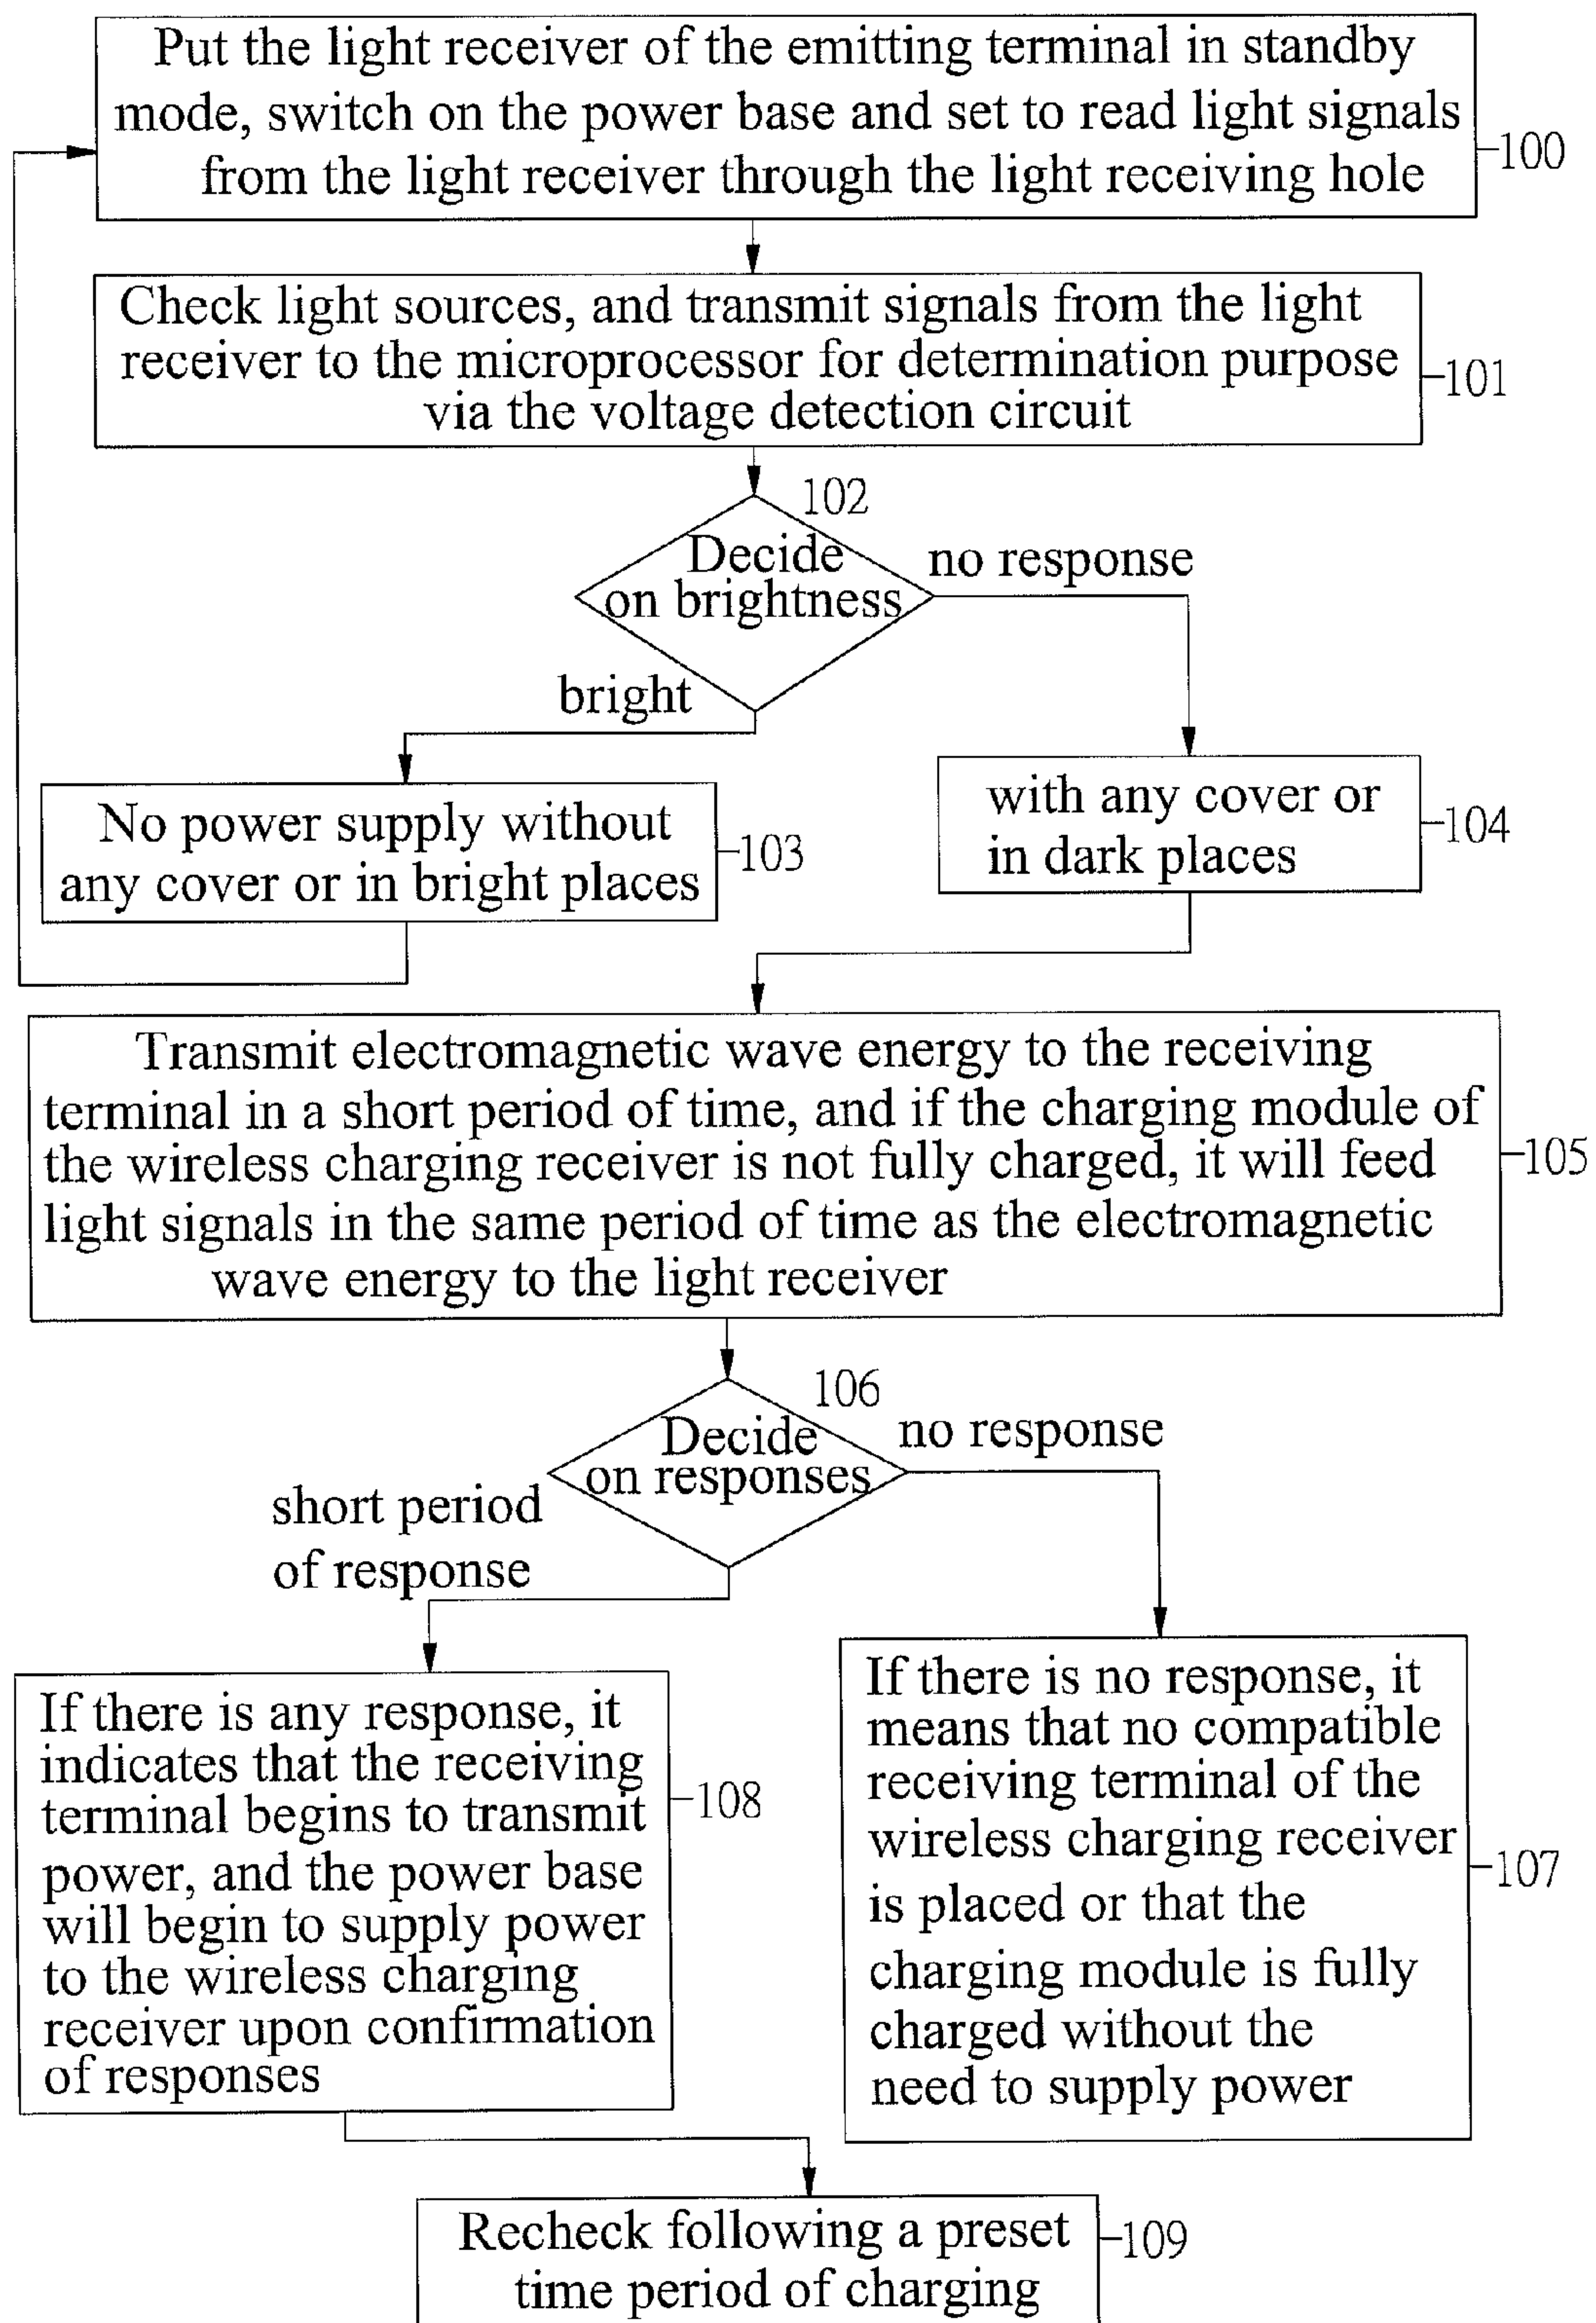 Put the light receiver of the emitting terminal in standby
mode, switch on the power base and set to read light signals
from the light receiver through the light receiving hole
100
Check light sources, and transmit signals from the light
receiver to the microprocessor for determination purpose
via the voltage detection circuit
101
102
Decide
on brightness
no response
bright
No power supply without
any cover or in bright places
103
with any cover or
in dark places
104
Transmit electromagnetic wave energy to the receiving
terminal in a short period of time, and if the charging module of
the wireless charging receiver is not fully charged, it will feed
light signals in the same period of time as the electromagnetic
wave energy to the light receiver
105
106
Decide
on responses
no response
short period
of response
If there is any response, it
indicates that the receiving
terminal begins to transmit
power, and the power base
will begin to supply power
to the wireless charging
receiver upon confirmation
of responses
108
If there is no response, it
means that no compatible
receiving terminal of the
wireless charging receiver
is placed or that the
charging module is fully
charged without the
need to supply power
107
Recheck following a preset
time period of charging
109